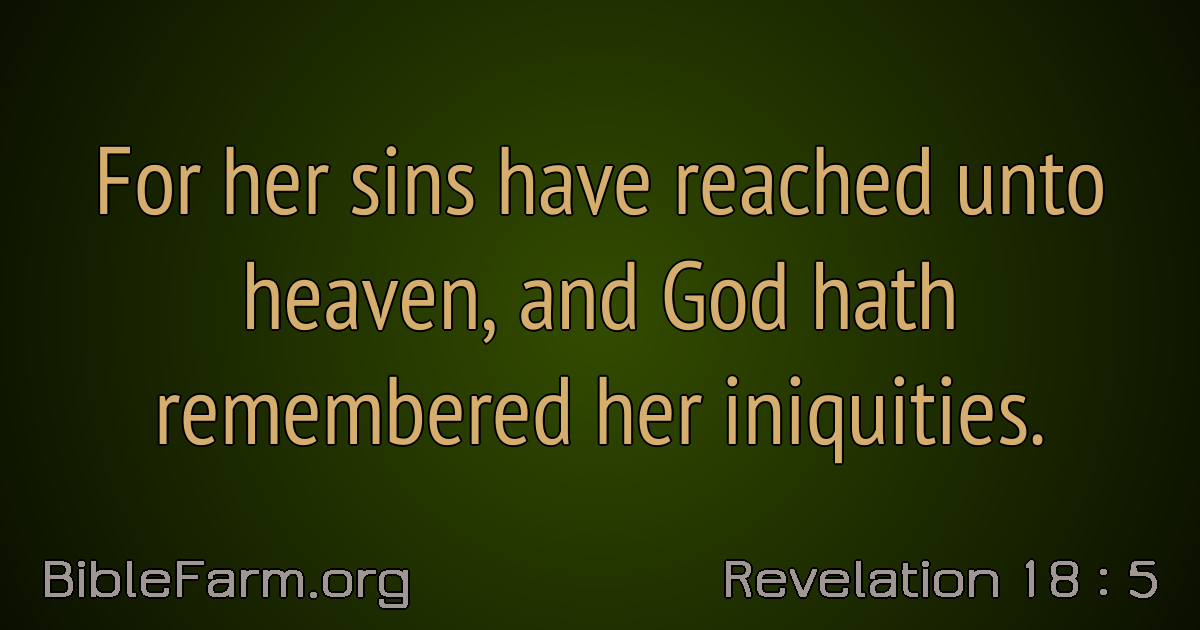 For her sins have reached unto
heaven, and God hath
remembered her iniquities.
BibleFarm.org
Revelation 18 : 5